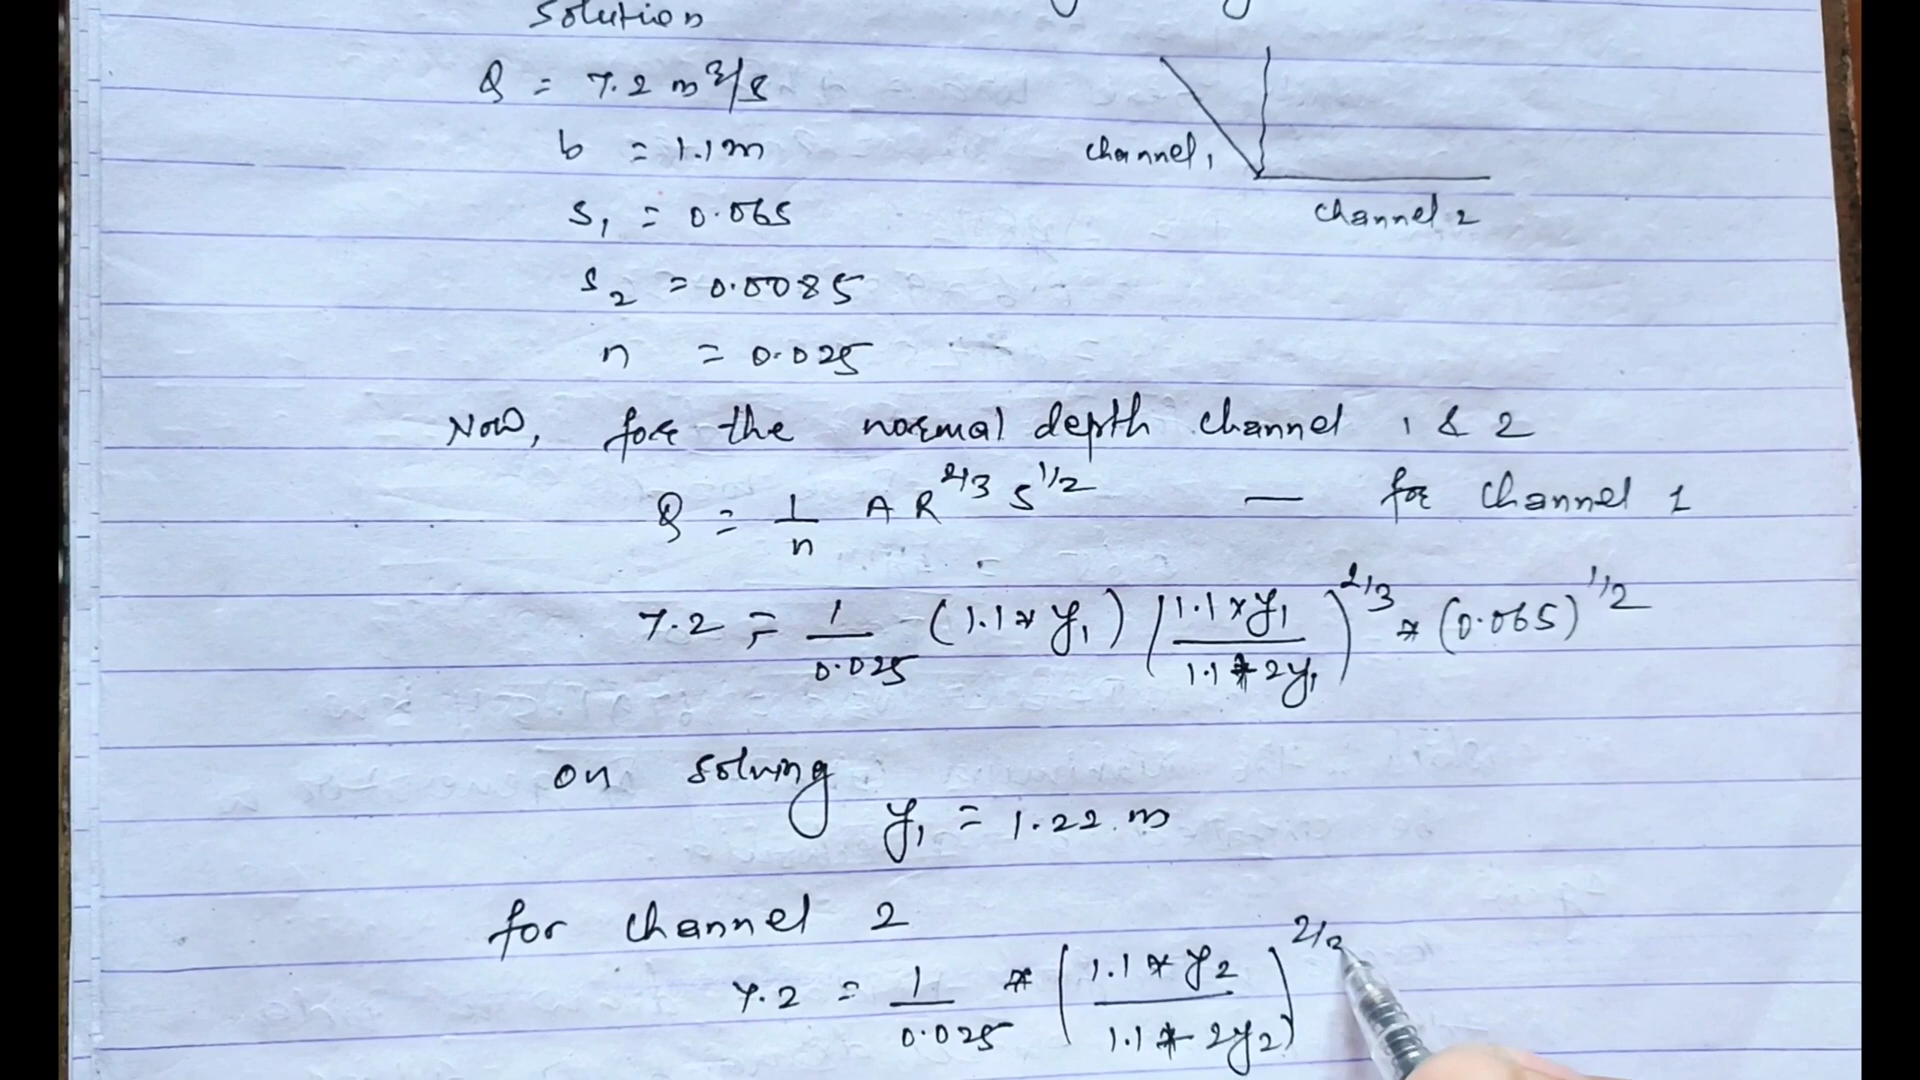 Solution
Q = 7.2 m³/s
b = 1.1m
S₁ = 0.065
S₂ = 0.0085
n = 0.025
channel₁
channel 2
Now, for the normal depth channel 1 & 2
Q = 1/n A R^2/3 S^1/2 — for channel 1
7.2 = 1/0.025 (1.1 * y₁) (1.1 * y₁ / 1.1 + 2y₁)^2/3 * (0.065)^1/2
on solving
y₁ = 1.22 m
for channel 2
7.2 = 1/0.025 * (1.1 * y₂ / 1.1 + 2y₂)^2/3